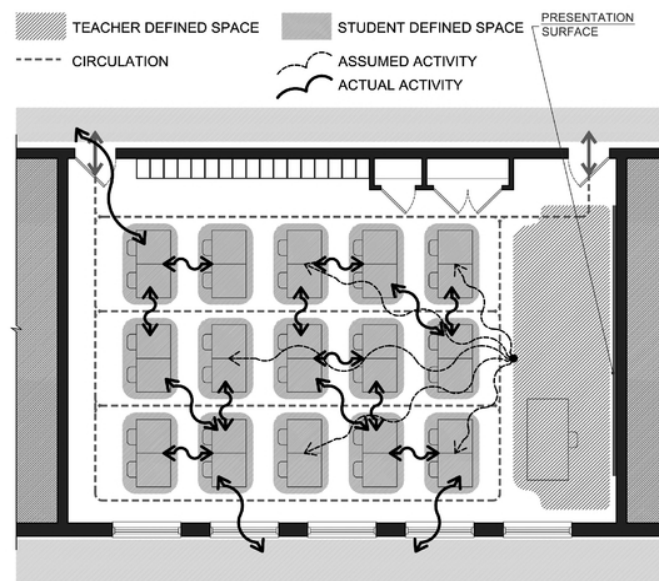 TEACHER DEFINED SPACE
STUDENT DEFINED SPACE
PRESENTATION
SURFACE
CIRCULATION
ASSUMED ACTIVITY
ACTUAL ACTIVITY